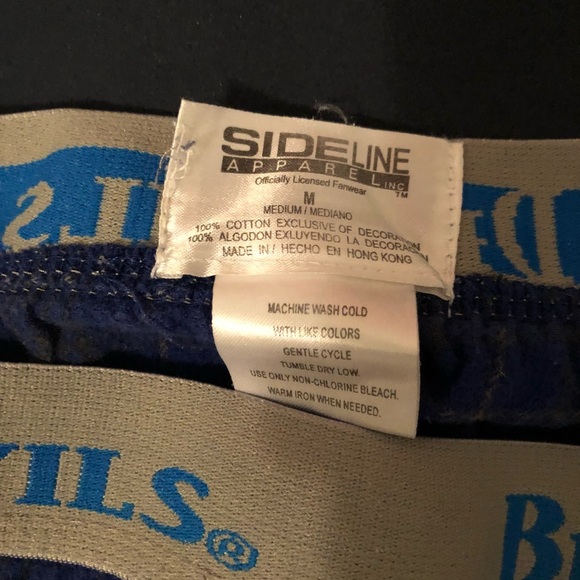 SIDELINE
APPAREL INC.™
Officially Licensed Fanwear
M
MEDIUM / MEDIANO
100% COTTON EXCLUSIVE OF DECORATION
100% ALGODON EXLUYENDO LA DECORATION
MADE IN / HECHO EN HONG KONG
MACHINE WASH COLD
WITH LIKE COLORS
GENTLE CYCLE
TUMBLE DRY LOW.
USE ONLY NON-CHLORINE BLEACH.
WARM IRON WHEN NEEDED.
VILS®
B